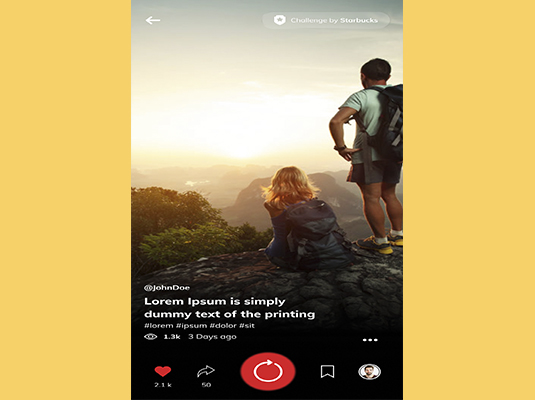 Challenge by Starbucks
@JohnDoe
Lorem Ipsum is simply
dummy text of the printing
#lorem #ipsum #dolor #sit
1.3k 3 Days ago
2.1 k 50